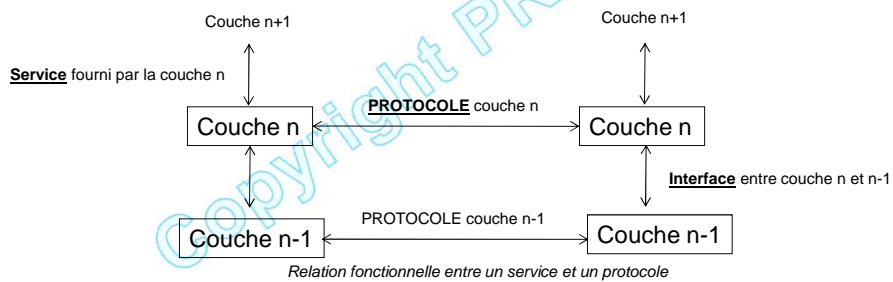 Couche n+1
Couche n+1
Service fourni par la couche n
PROTOCOLE couche n
Couche n
Couche n
Interface entre couche n et n-1
PROTOCOLE couche n-1
Couche n-1
Couche n-1
Relation fonctionnelle entre un service et un protocole
Copyright